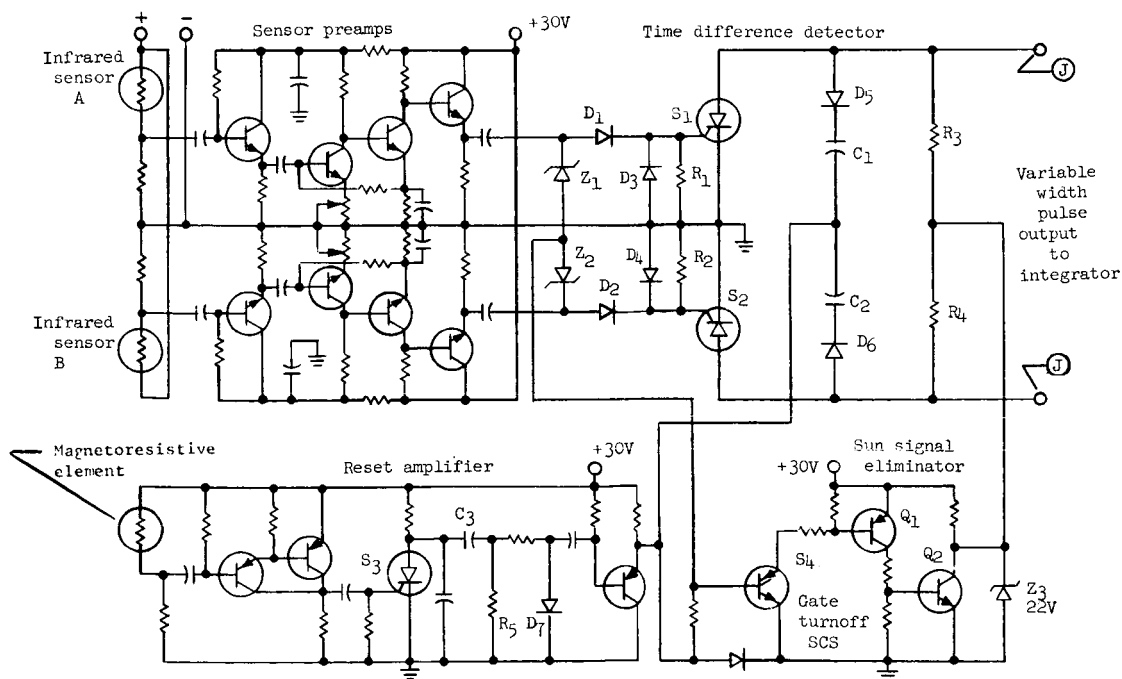 +
-
Sensor preamps
+30V
Time difference detector
Infrared
sensor
A
D1
S1
D5
J
C1
R3
Z1
D3
R1
Variable
width
pulse
output
to
integrator
Z2
D4
R2
D2
S2
C2
R4
D6
Infrared
sensor
B
J
Magnetoresistive
element
Reset amplifier
+30V
Sun signal
eliminator
+30V
Q1
C3
S3
S4
Q2
R5
D7
Gate
turnoff
SCS
Z3
22V